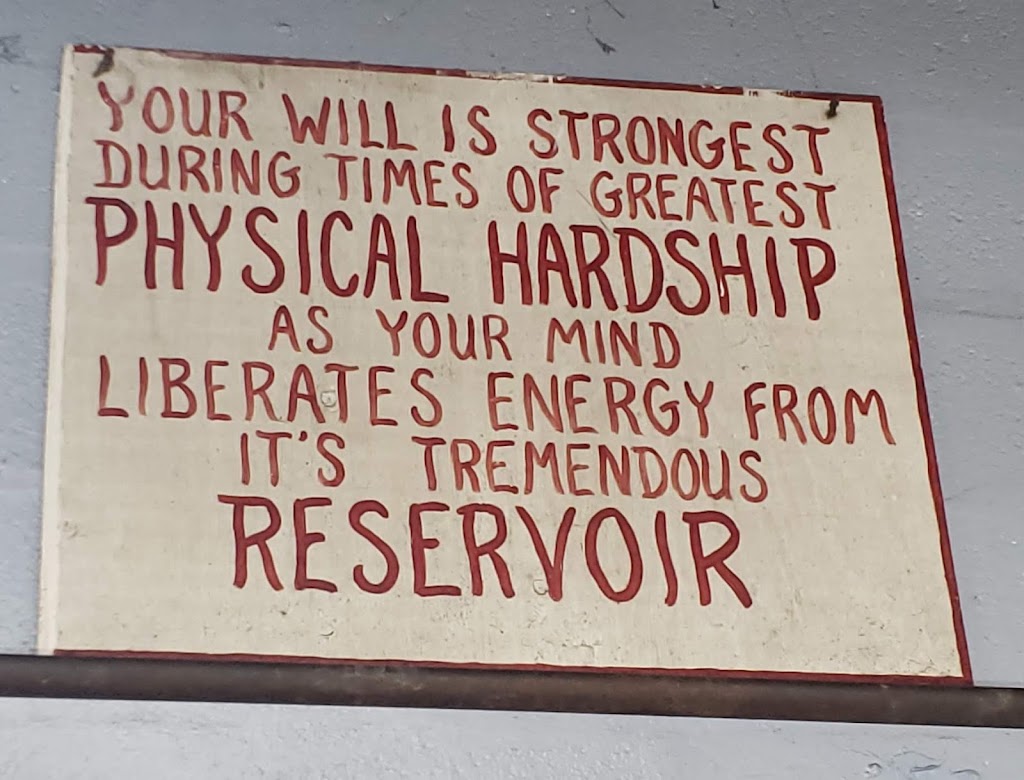 YOUR WILL IS STRONGEST
DURING TIMES OF GREATEST
PHYSICAL HARDSHIP
AS YOUR MIND
LIBERATES ENERGY FROM
IT'S TREMENDOUS
RESERVOIR